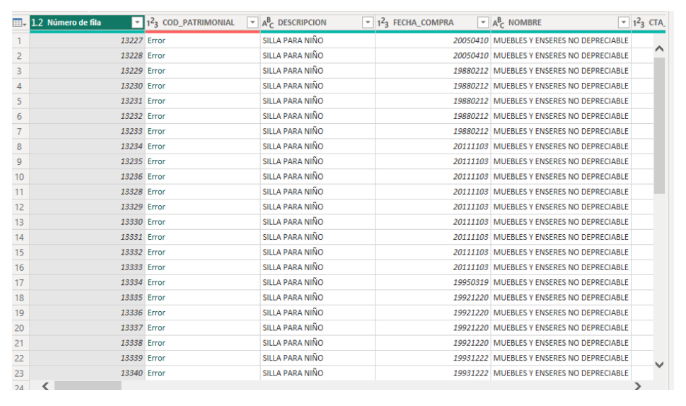 1.2 Número de fila 1²3 COD_PATRIMONIAL ABC DESCRIPCION 1²3 FECHA_COMPRA ABC NOMBRE 1²3 CTA_
1 13227 Error SILLA PARA NIÑO 20050410 MUEBLES Y ENSERES NO DEPRECIABLE
2 13228 Error SILLA PARA NIÑO 20050410 MUEBLES Y ENSERES NO DEPRECIABLE
3 13229 Error SILLA PARA NIÑO 19880212 MUEBLES Y ENSERES NO DEPRECIABLE
4 13230 Error SILLA PARA NIÑO 19880212 MUEBLES Y ENSERES NO DEPRECIABLE
5 13231 Error SILLA PARA NIÑO 19880212 MUEBLES Y ENSERES NO DEPRECIABLE
6 13232 Error SILLA PARA NIÑO 19880212 MUEBLES Y ENSERES NO DEPRECIABLE
7 13233 Error SILLA PARA NIÑO 19880212 MUEBLES Y ENSERES NO DEPRECIABLE
8 13234 Error SILLA PARA NIÑO 20111103 MUEBLES Y ENSERES NO DEPRECIABLE
9 13235 Error SILLA PARA NIÑO 20111103 MUEBLES Y ENSERES NO DEPRECIABLE
10 13236 Error SILLA PARA NIÑO 20111103 MUEBLES Y ENSERES NO DEPRECIABLE
11 13328 Error SILLA PARA NIÑO 20111103 MUEBLES Y ENSERES NO DEPRECIABLE
12 13329 Error SILLA PARA NIÑO 20111103 MUEBLES Y ENSERES NO DEPRECIABLE
13 13330 Error SILLA PARA NIÑO 20111103 MUEBLES Y ENSERES NO DEPRECIABLE
14 13331 Error SILLA PARA NIÑO 20111103 MUEBLES Y ENSERES NO DEPRECIABLE
15 13332 Error SILLA PARA NIÑO 20111103 MUEBLES Y ENSERES NO DEPRECIABLE
16 13333 Error SILLA PARA NIÑO 20111103 MUEBLES Y ENSERES NO DEPRECIABLE
17 13334 Error SILLA PARA NIÑO 19950319 MUEBLES Y ENSERES NO DEPRECIABLE
18 13335 Error SILLA PARA NIÑO 19921220 MUEBLES Y ENSERES NO DEPRECIABLE
19 13336 Error SILLA PARA NIÑO 19921220 MUEBLES Y ENSERES NO DEPRECIABLE
20 13337 Error SILLA PARA NIÑO 19921220 MUEBLES Y ENSERES NO DEPRECIABLE
21 13338 Error SILLA PARA NIÑO 19921220 MUEBLES Y ENSERES NO DEPRECIABLE
22 13339 Error SILLA PARA NIÑO 19931222 MUEBLES Y ENSERES NO DEPRECIABLE
23 13340 Error SILLA PARA NIÑO 19931222 MUEBLES Y ENSERES NO DEPRECIABLE
24